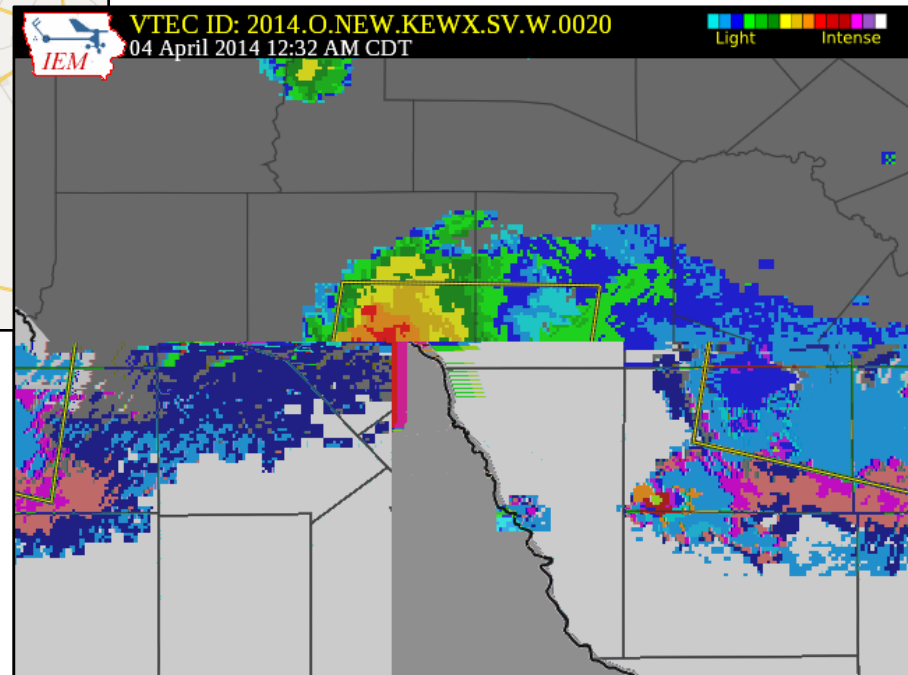 VTEC ID: 2014.O.NEW.KEWX.SV.W.0020
04 April 2014 12:32 AM CDT
IEM
Light Intense